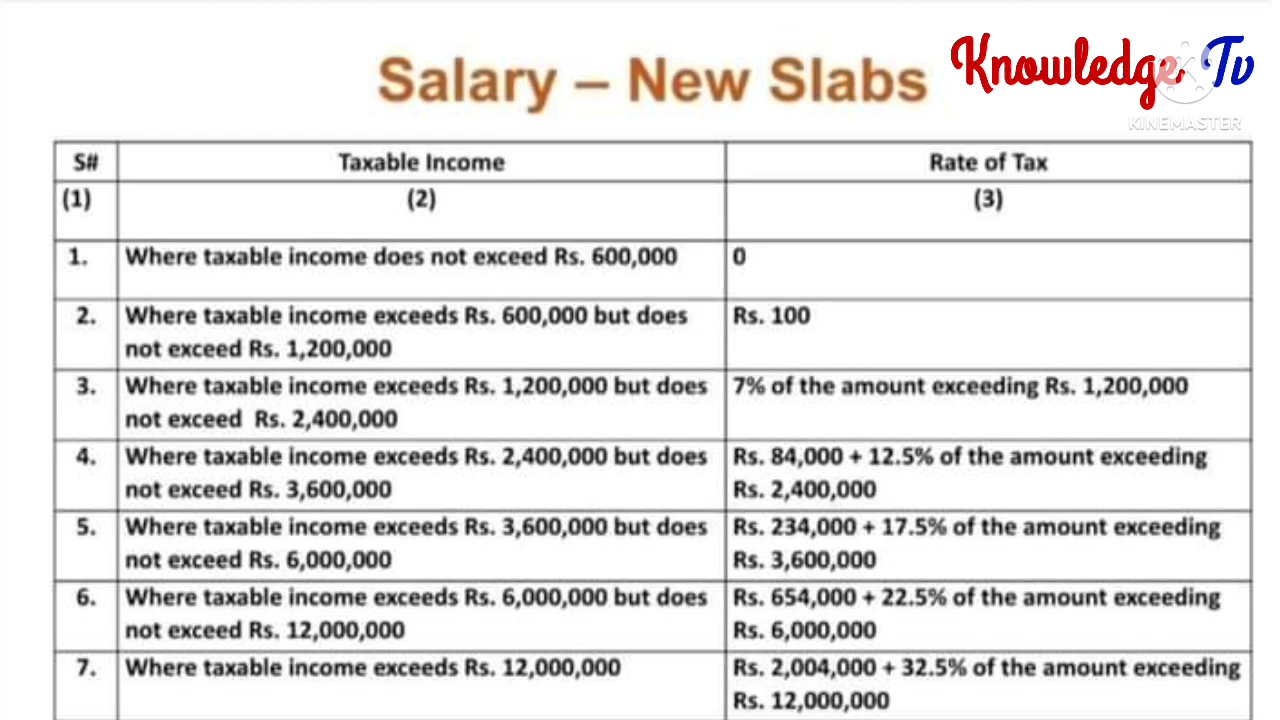 Knowledge Tv
Salary – New Slabs
KINEMASTER
S# Taxable Income Rate of Tax
(1) (2) (3)
1. Where taxable income does not exceed Rs. 600,000 0
2. Where taxable income exceeds Rs. 600,000 but does Rs. 100
not exceed Rs. 1,200,000
3. Where taxable income exceeds Rs. 1,200,000 but does 7% of the amount exceeding Rs. 1,200,000
not exceed Rs. 2,400,000
4. Where taxable income exceeds Rs. 2,400,000 but does Rs. 84,000 + 12.5% of the amount exceeding
not exceed Rs. 3,600,000 Rs. 2,400,000
5. Where taxable income exceeds Rs. 3,600,000 but does Rs. 234,000 + 17.5% of the amount exceeding
not exceed Rs. 6,000,000 Rs. 3,600,000
6. Where taxable income exceeds Rs. 6,000,000 but does Rs. 654,000 + 22.5% of the amount exceeding
not exceed Rs. 12,000,000 Rs. 6,000,000
7. Where taxable income exceeds Rs. 12,000,000 Rs. 2,004,000 + 32.5% of the amount exceeding
Rs. 12,000,000